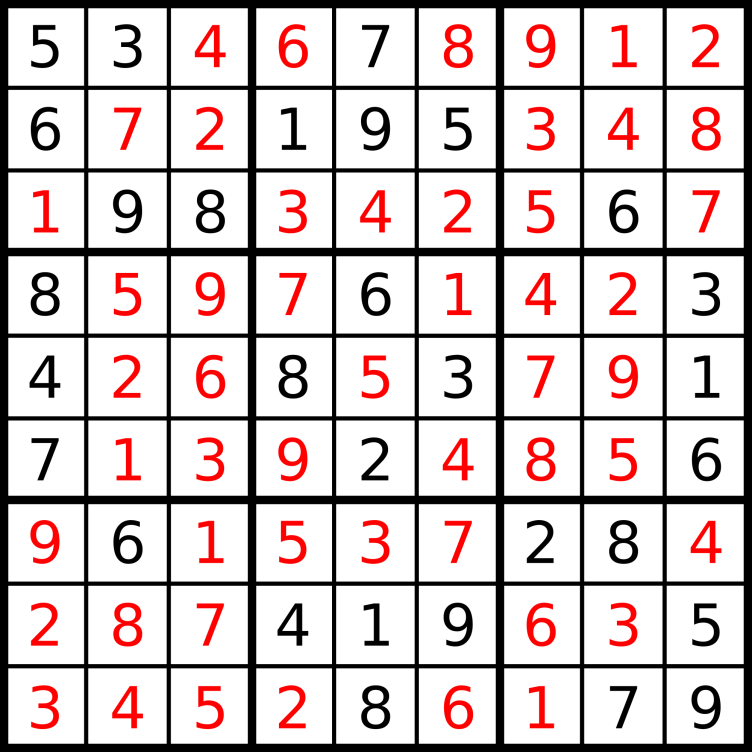 5 3 4 6 7 8 9 1 2
6 7 2 1 9 5 3 4 8
1 9 8 3 4 2 5 6 7
8 5 9 7 6 1 4 2 3
4 2 6 8 5 3 7 9 1
7 1 3 9 2 4 8 5 6
9 6 1 5 3 7 2 8 4
2 8 7 4 1 9 6 3 5
3 4 5 2 8 6 1 7 9